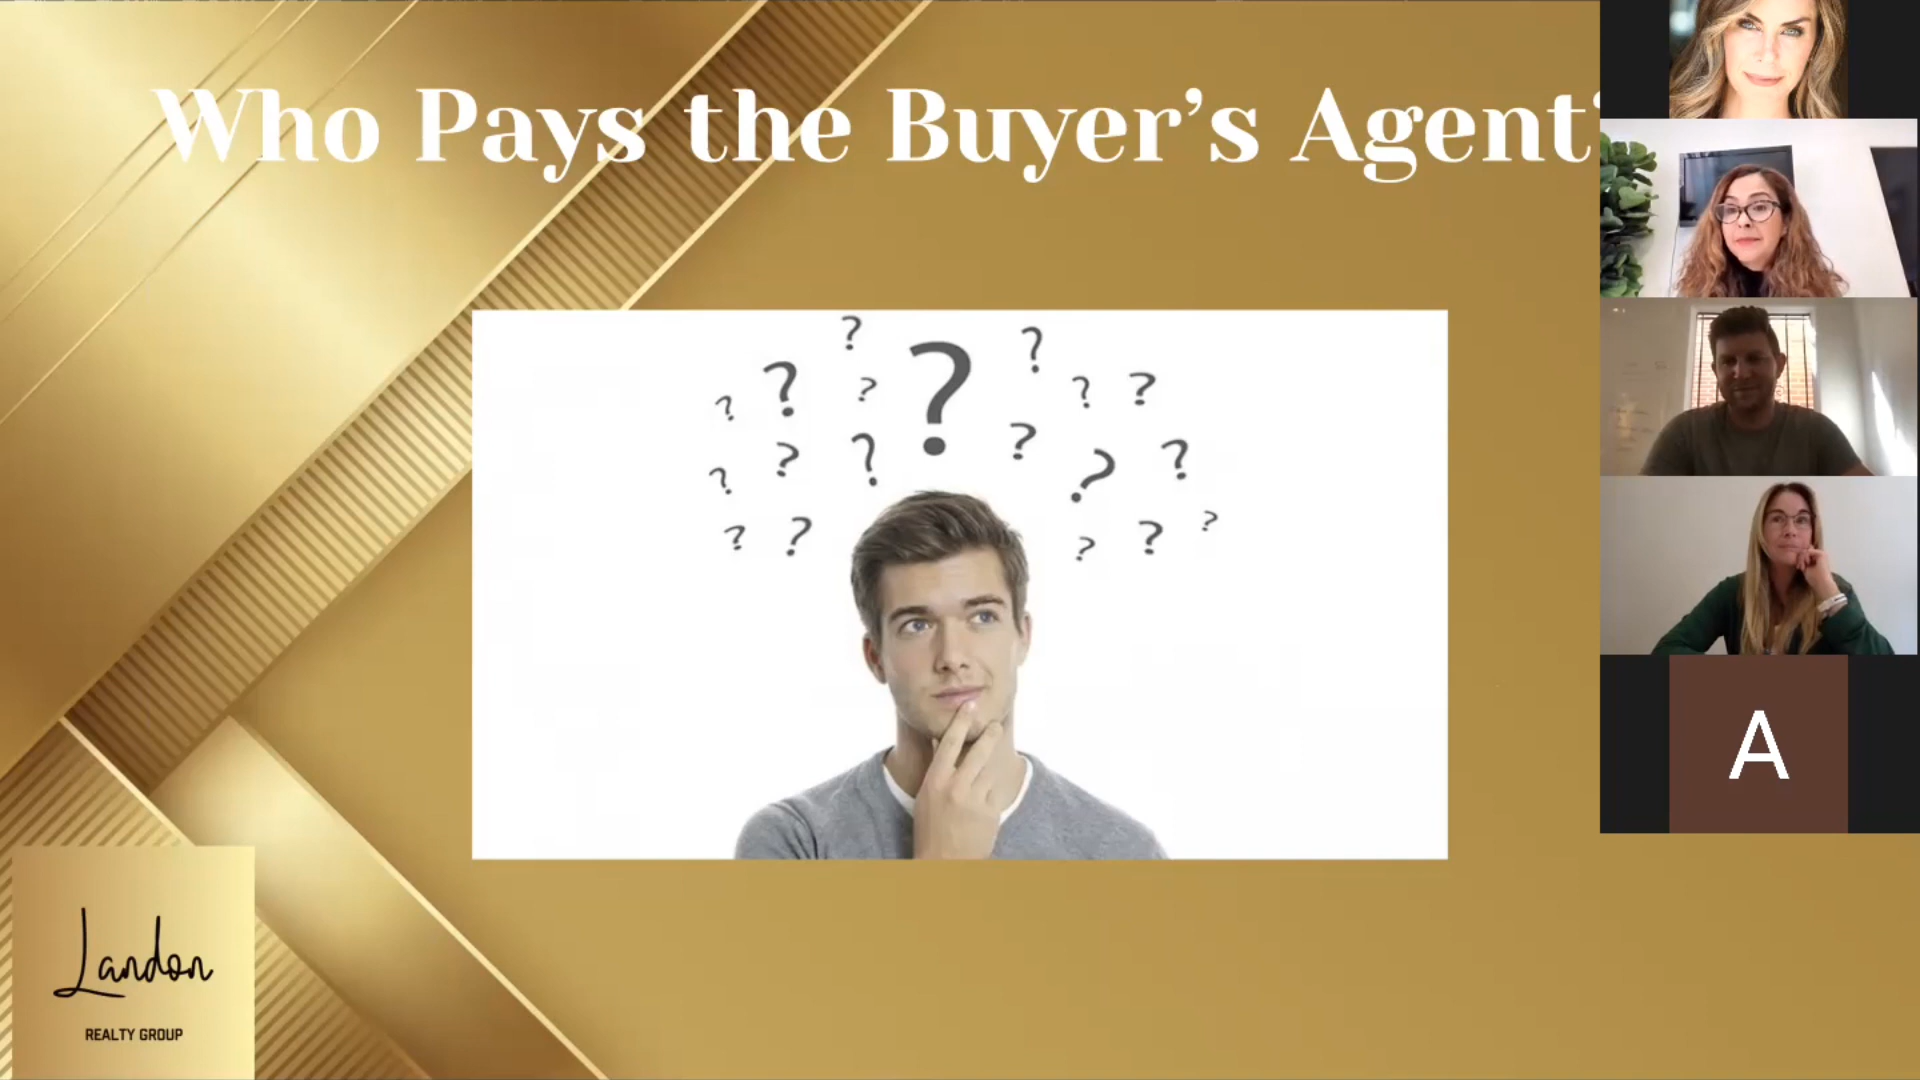 Who Pays the Buyer's Agent?
? ? ? ? ? ? ? ? ? ? ? ? ? ? ? ? ? ? ? ?
A
Landon
REALTY GROUP